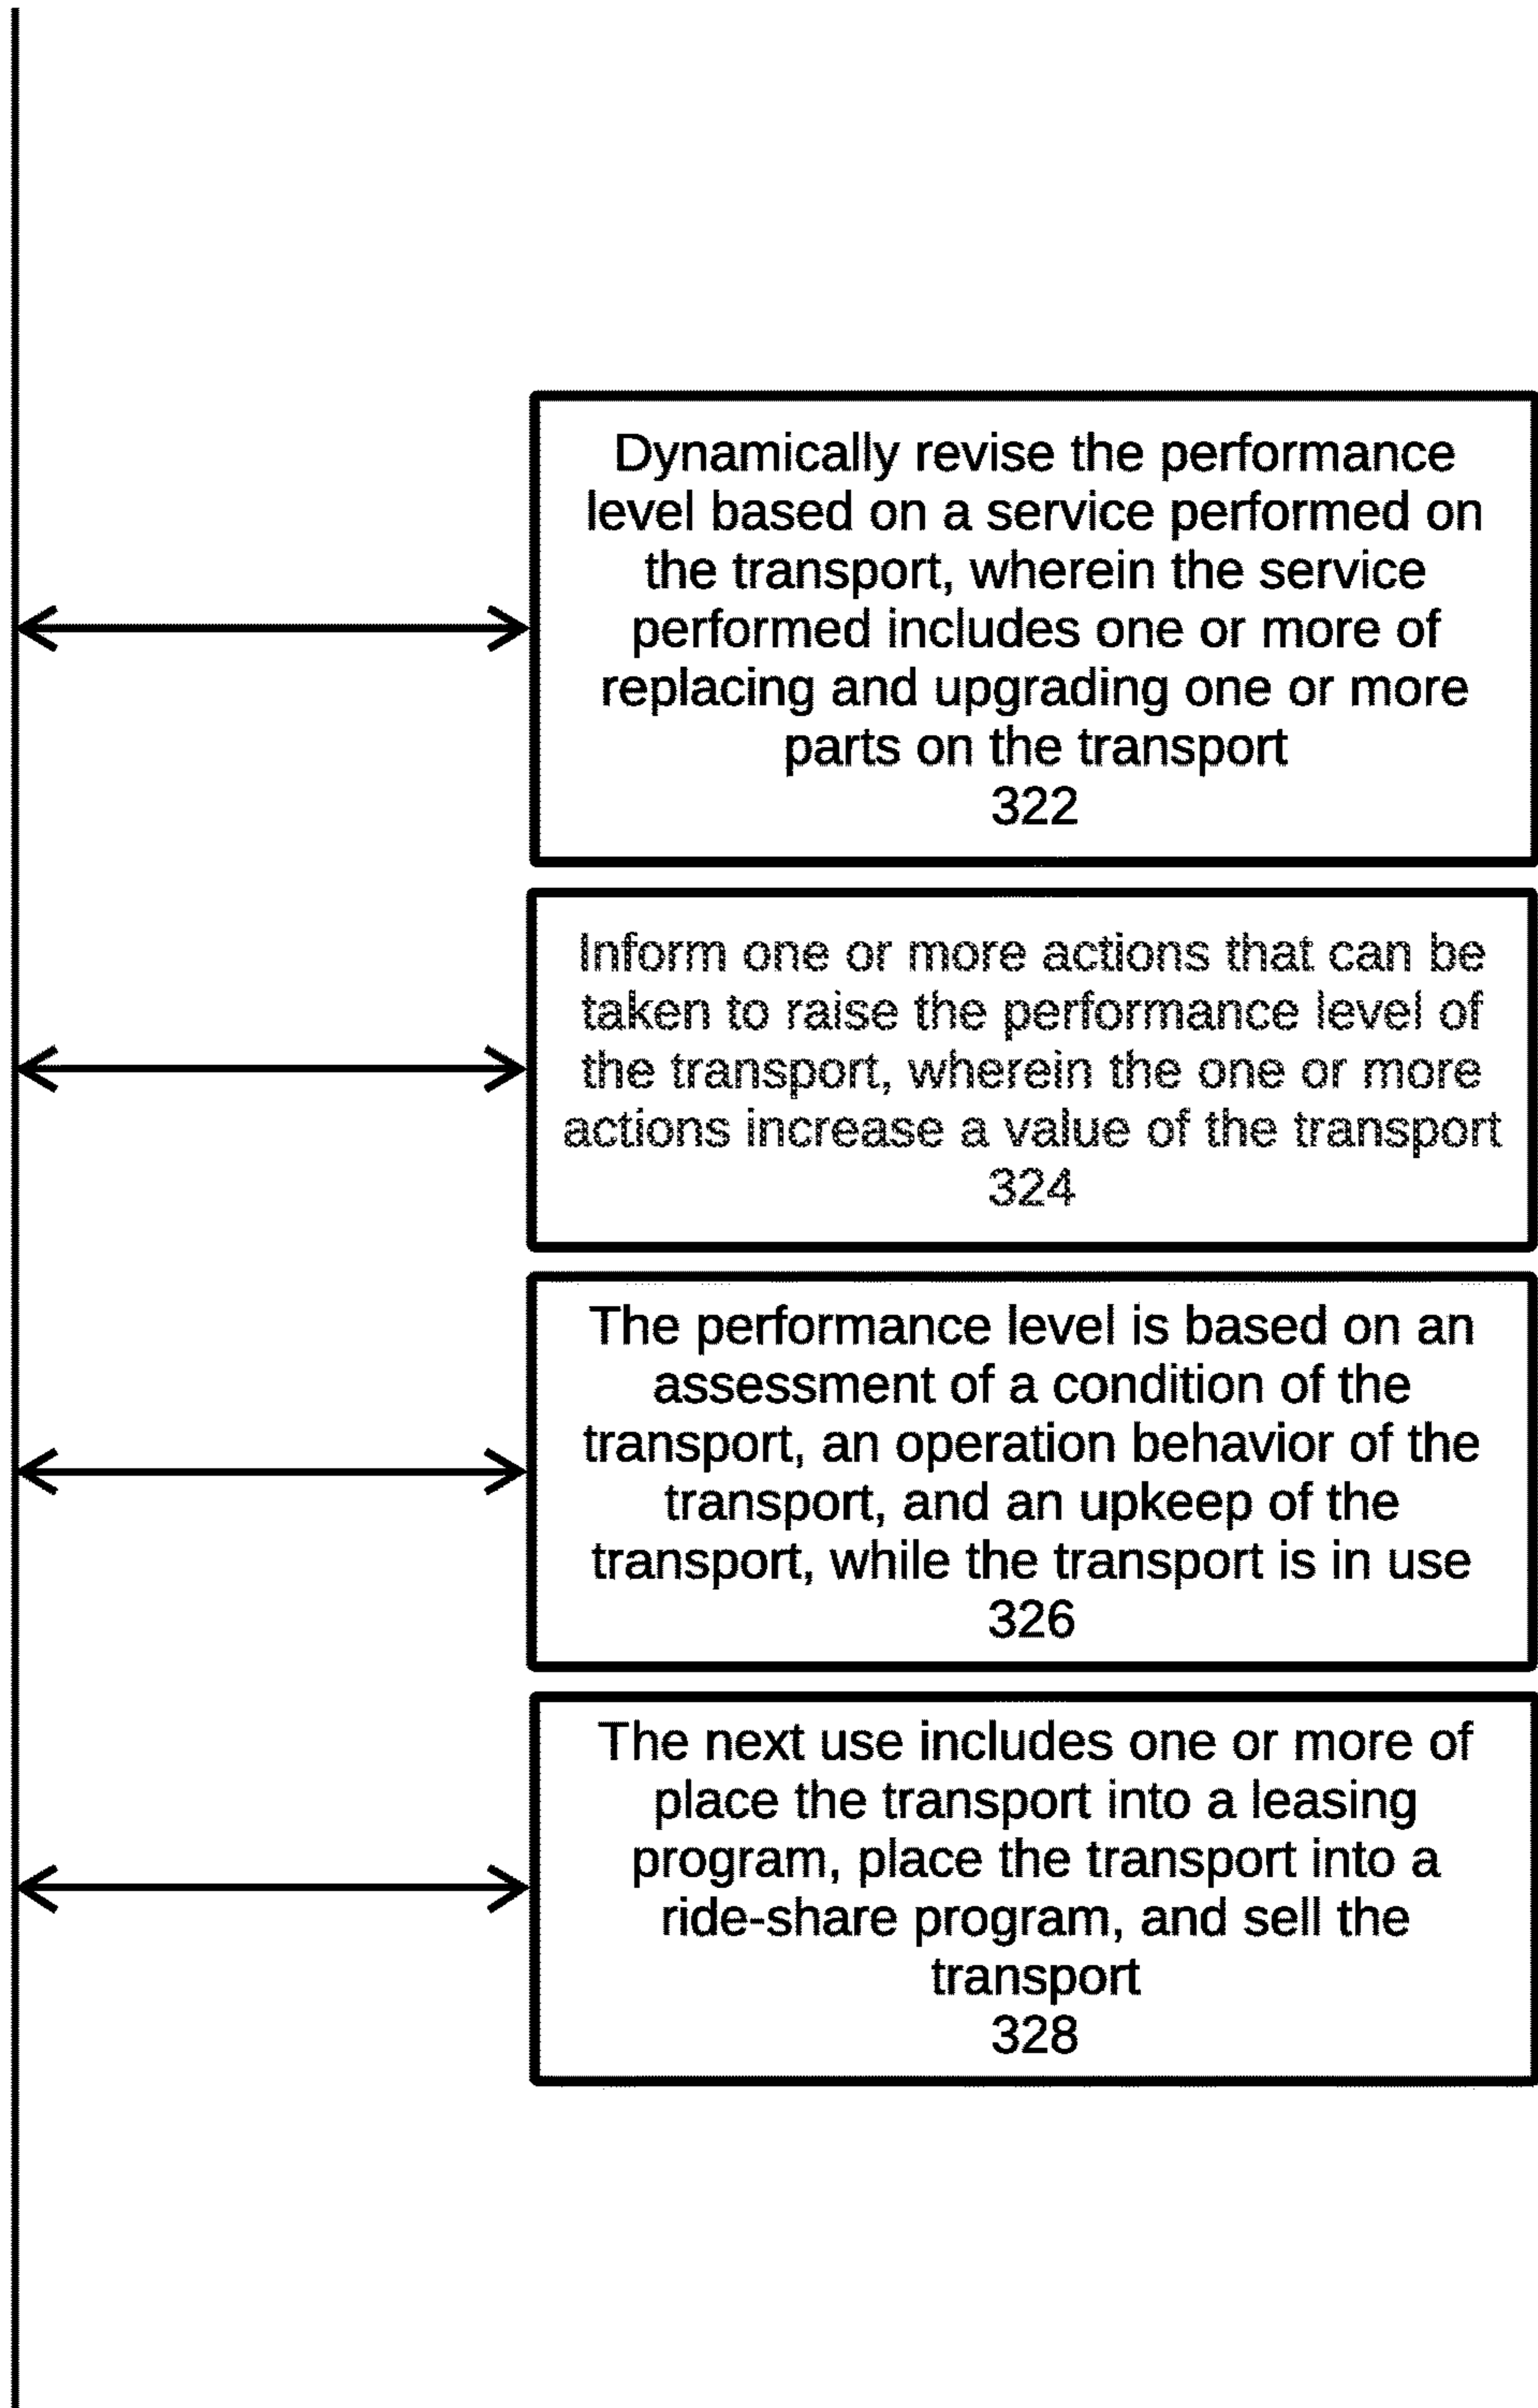 Dynamically revise the performance
level based on a service performed on
the transport, wherein the service
performed includes one or more of
replacing and upgrading one or more
parts on the transport
322
Inform one or more actions that can be
taken to raise the performance level of
the transport, wherein the one or more
actions increase a value of the transport
324
The performance level is based on an
assessment of a condition of the
transport, an operation behavior of the
transport, and an upkeep of the
transport, while the transport is in use
326
The next use includes one or more of
place the transport into a leasing
program, place the transport into a
ride-share program, and sell the
transport
328